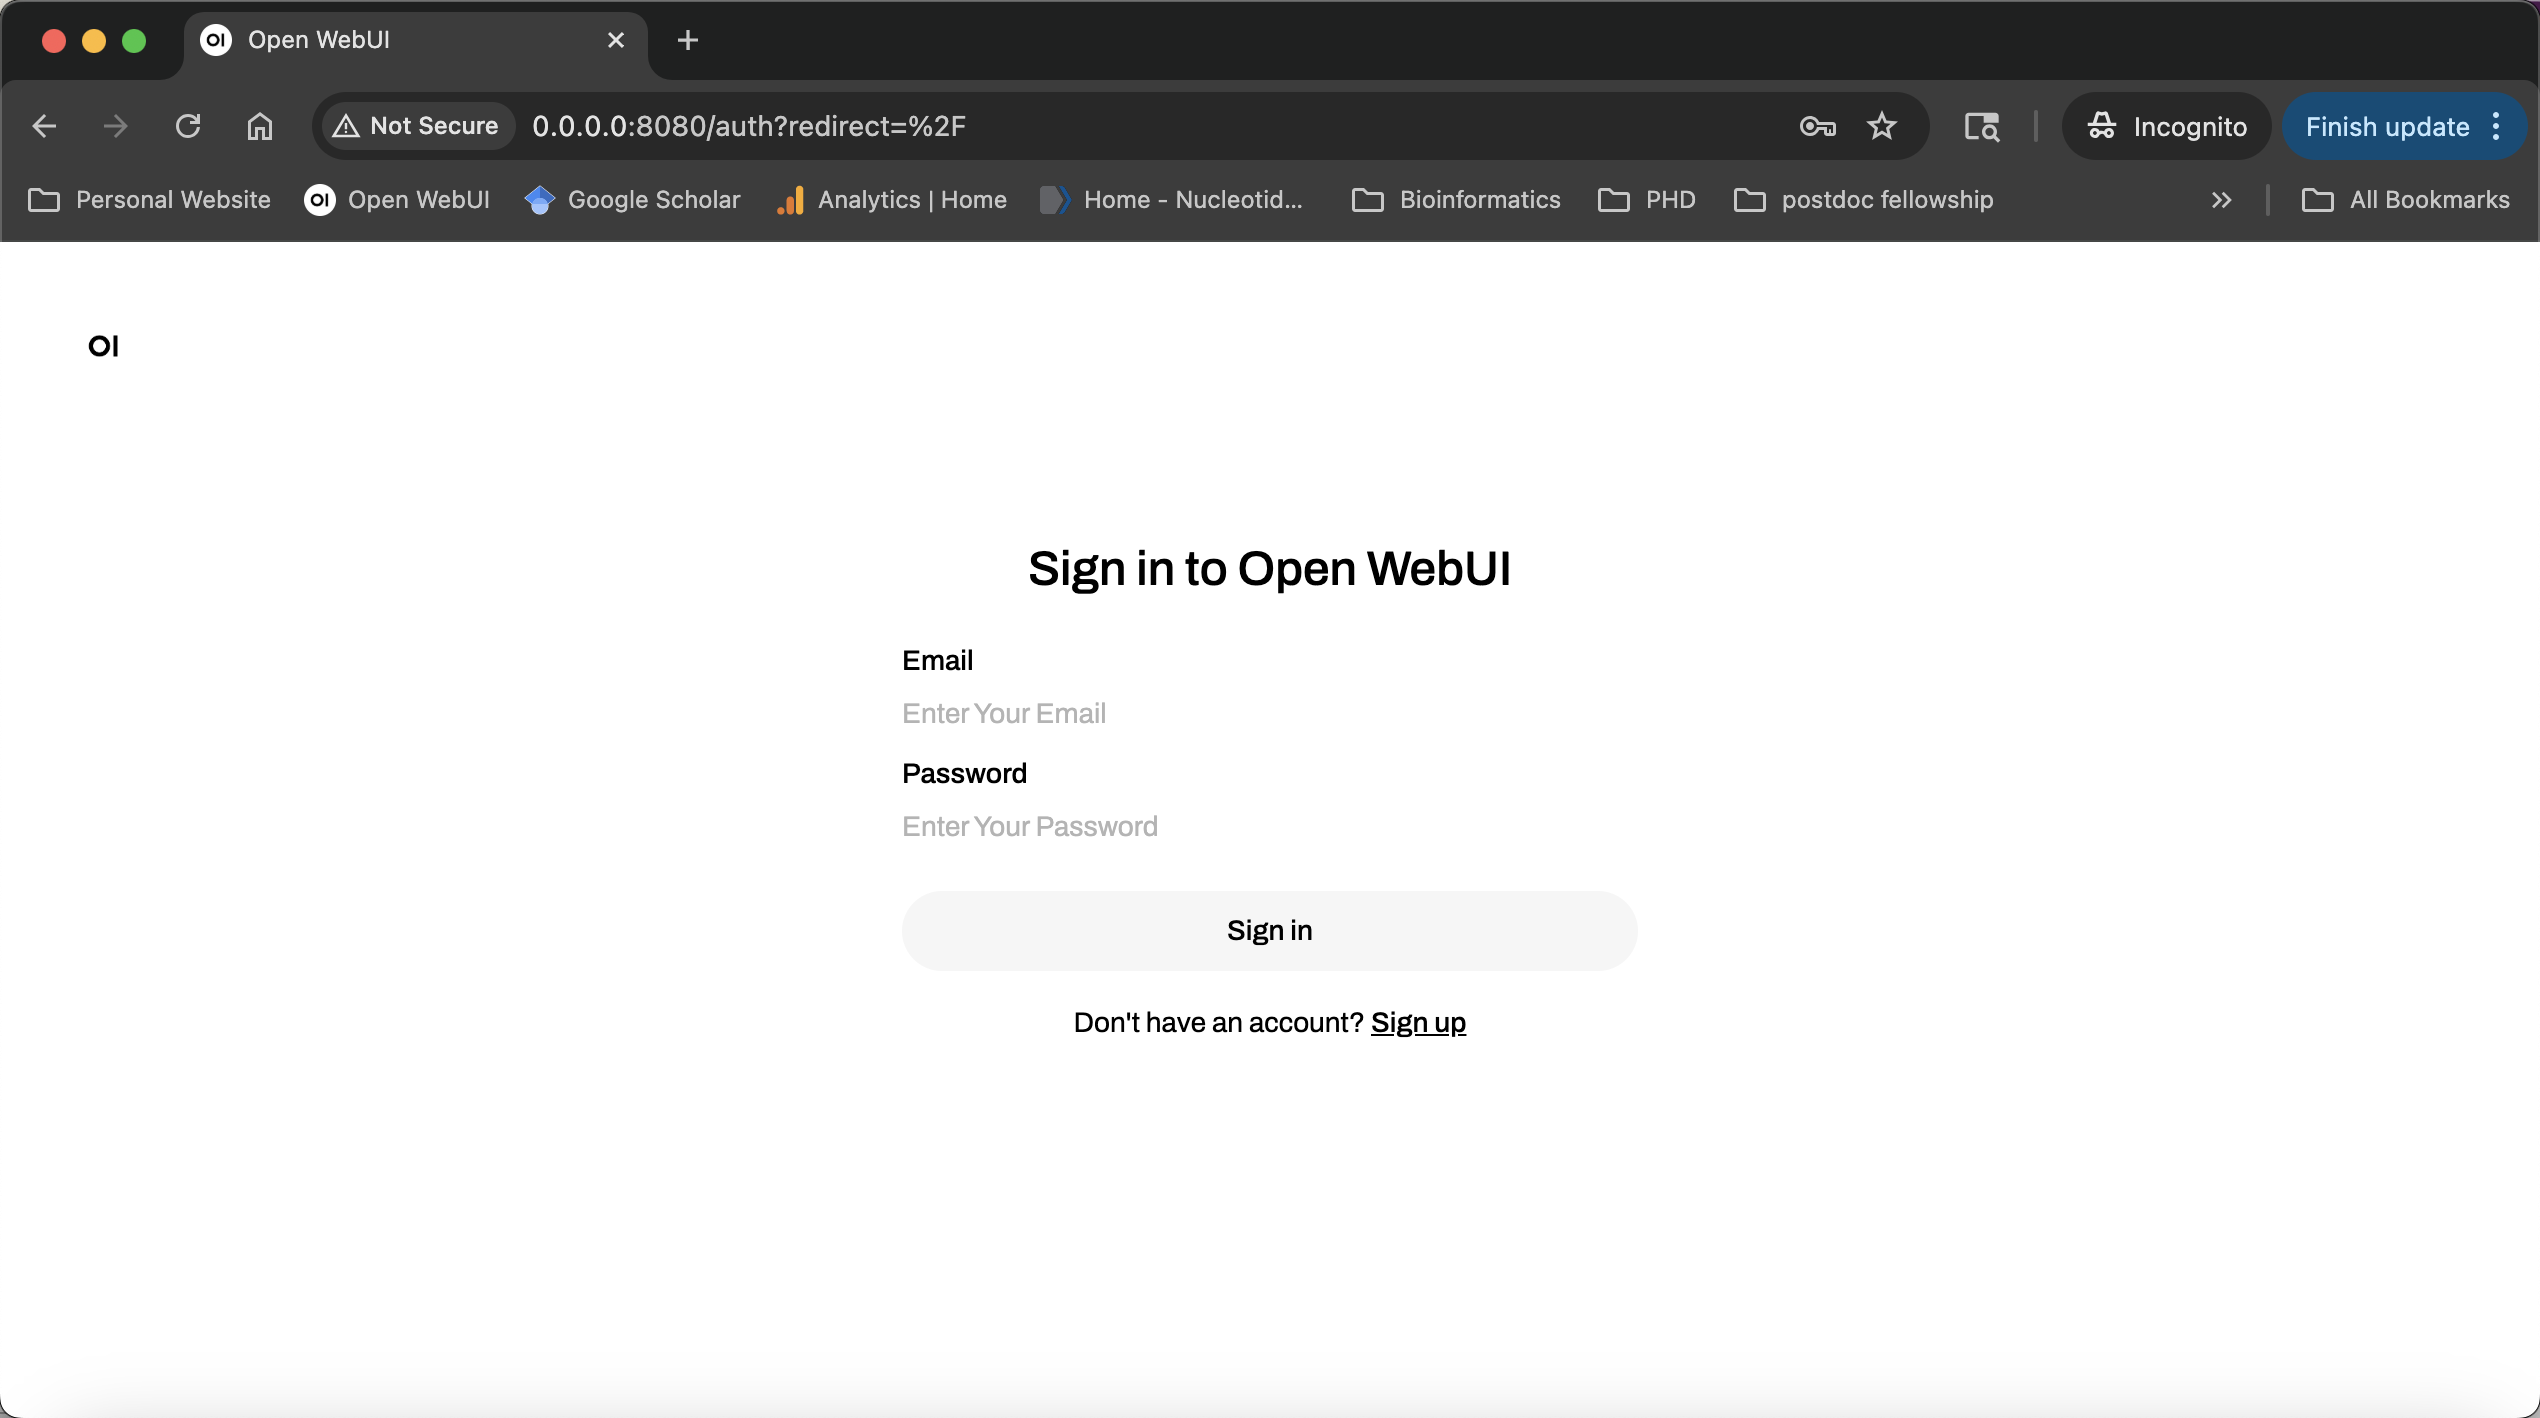 OI Open WebUI
Not Secure 0.0.0.0:8080/auth?redirect=%2F Incognito Finish update
Personal Website OI Open WebUI Google Scholar Analytics | Home Home - Nucleotid... Bioinformatics PHD postdoc fellowship All Bookmarks
OI
Sign in to Open WebUI
Email
Enter Your Email
Password
Enter Your Password
Sign in
Don't have an account? Sign up